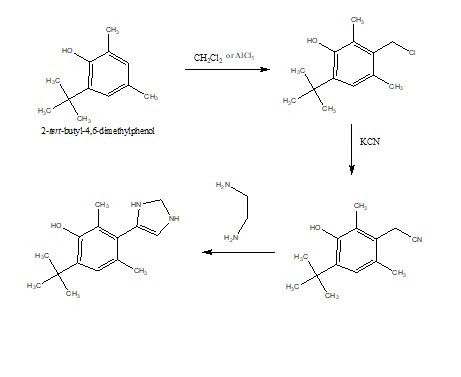 CH₃
HO
H₃C
H₃C
CH₃
CH₃
2-tert-butyl-4,6-dimethylphenol
CH₂Cl₂ or AlCl₃
CH₃
HO
Cl
H₃C
H₃C
CH₃
CH₃
KCN
CH₃
HO
CN
H₃C
H₃C
CH₃
CH₃
H₂N
H₂N
CH₃
HN
NH
HO
H₃C
H₃C
CH₃
CH₃